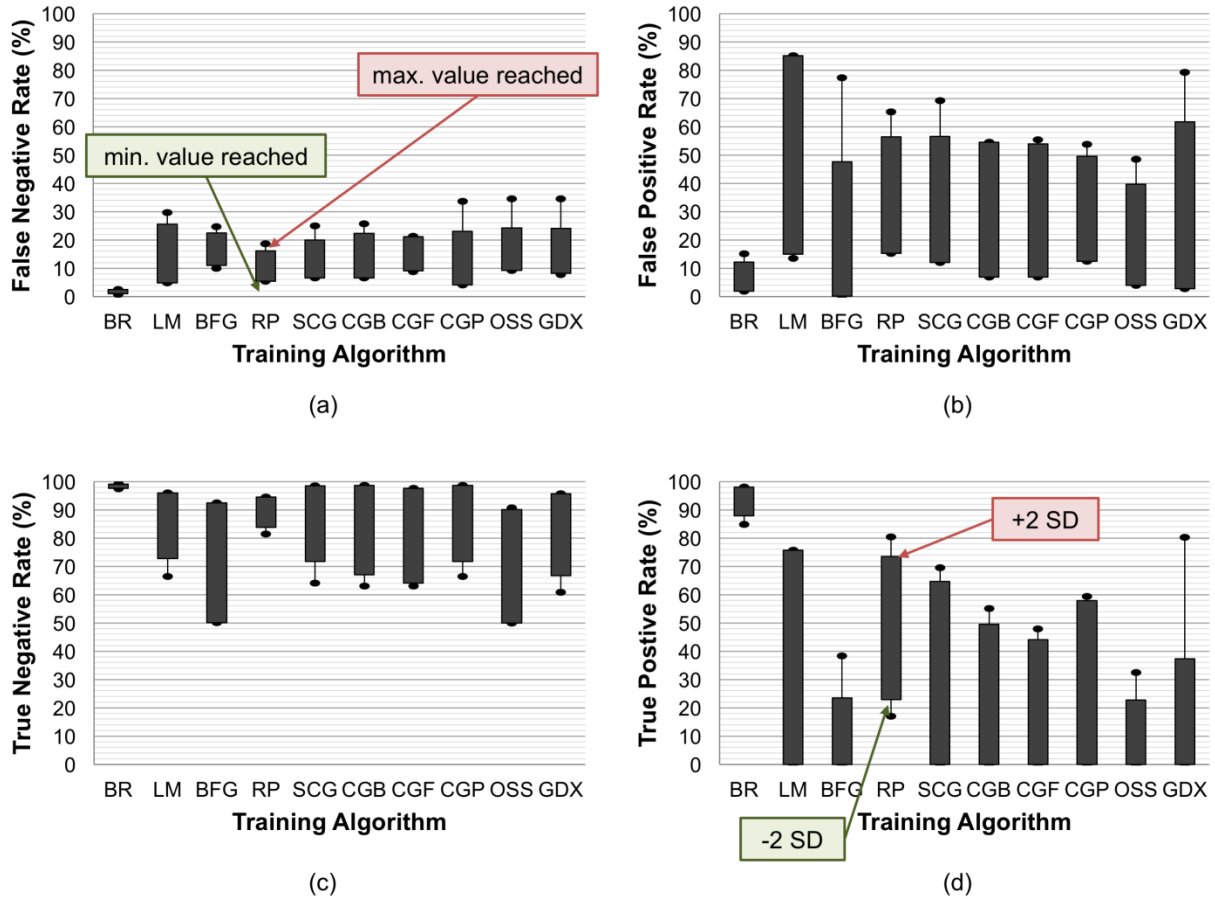 False Negative Rate (%)
100
90
80
70
60
50
40
30
20
10
0
max. value reached
min. value reached
BR LM BFG RP SCG CGB CGF CGP OSS GDX
Training Algorithm
(a)
False Positive Rate (%)
100
90
80
70
60
50
40
30
20
10
0
BR LM BFG RP SCG CGB CGF CGP OSS GDX
Training Algorithm
(b)
True Negative Rate (%)
100
90
80
70
60
50
40
30
20
10
0
BR LM BFG RP SCG CGB CGF CGP OSS GDX
Training Algorithm
(c)
True Postive Rate (%)
100
90
80
70
60
50
40
30
20
10
0
+2 SD
BR LM BFG RP SCG CGB CGF CGP OSS GDX
Training Algorithm
-2 SD
(d)